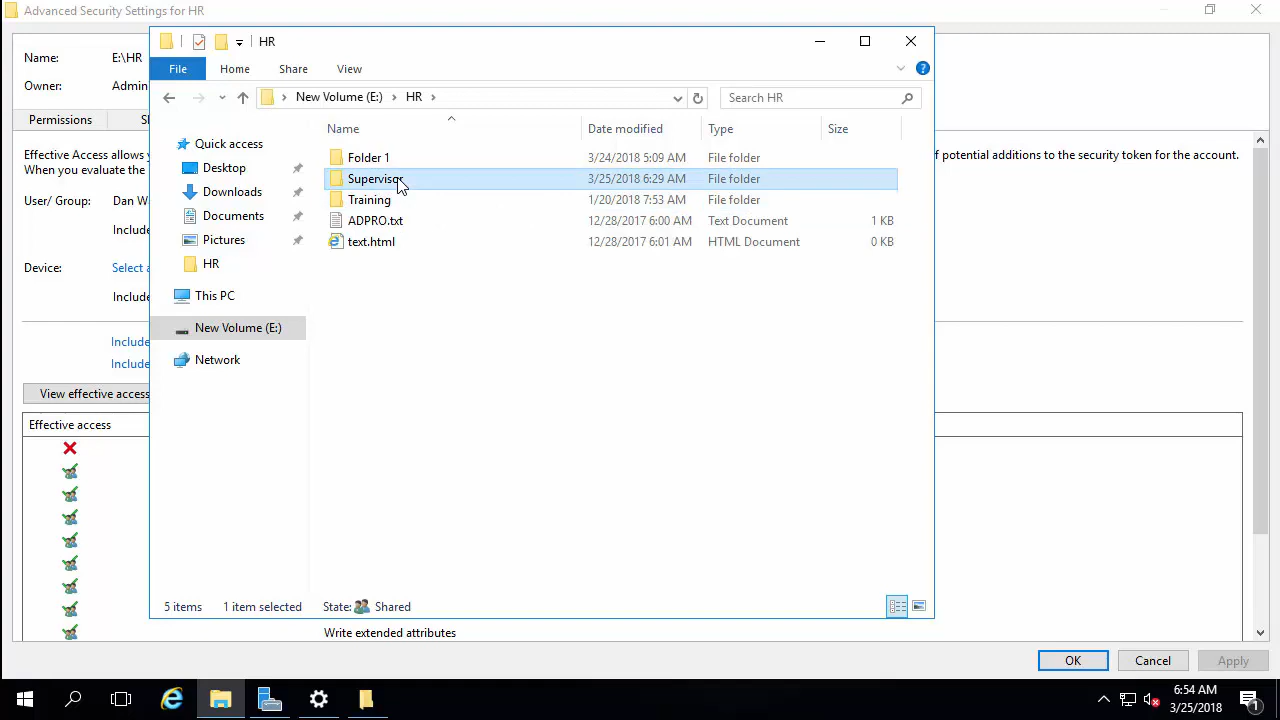 Advanced Security Settings for HR
HR
Name: E:\HR
Owner: Admin
File Home Share View
New Volume (E:) HR
Search HR
Permissions
Name Date modified Type Size
Quick access
Desktop
Downloads
Documents
Pictures
HR
This PC
New Volume (E:)
Network
Folder 1 3/24/2018 5:09 AM File folder
Supervisor 3/25/2018 6:29 AM File folder
Training 1/20/2018 7:53 AM File folder
ADPRO.txt 12/28/2017 6:00 AM Text Document 1 KB
text.html 12/28/2017 6:01 AM HTML Document 0 KB
Effective Access allows y of potential additions to the security token for the account.
When you evaluate the
User/ Group: Dan W
Include
Device: Select a
Include
Include
Include
View effective access
Effective access
5 items 1 item selected State: Shared
Write extended attributes
OK Cancel Apply
6:54 AM
3/25/2018
1